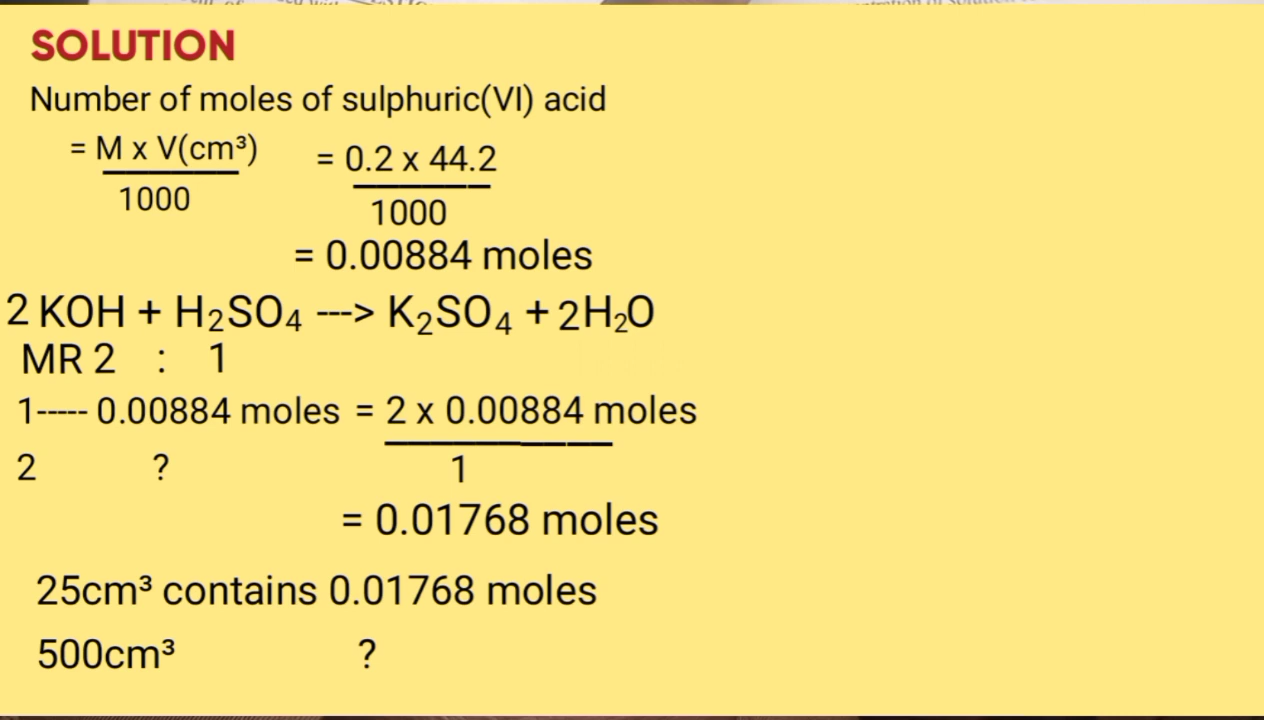 SOLUTION
Number of moles of sulphuric(VI) acid
= M x V(cm³) = 0.2 x 44.2
1000 1000
= 0.00884 moles
2 KOH + H₂SO₄ ---> K₂SO₄ + 2H₂O
MR 2 : 1
1----- 0.00884 moles = 2 x 0.00884 moles
2 ? 1
= 0.01768 moles
25cm³ contains 0.01768 moles
500cm³ ?